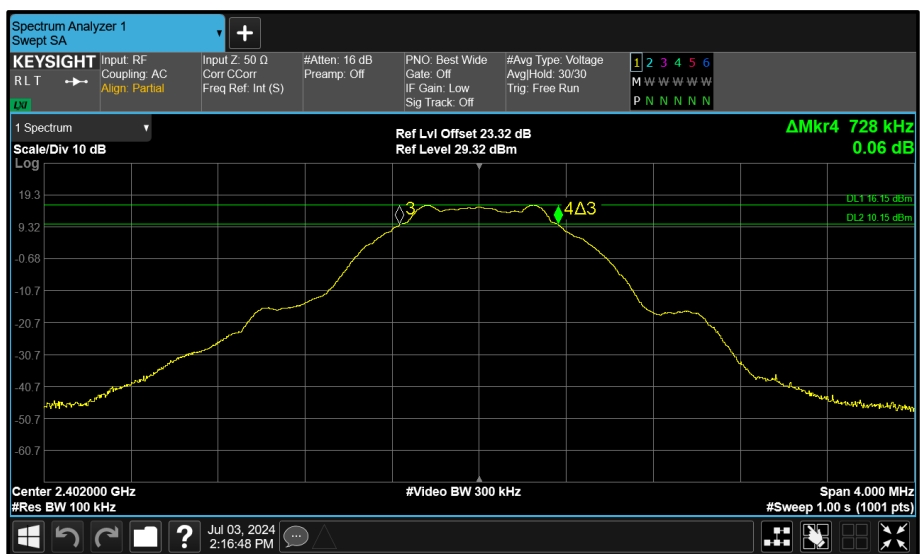 Spectrum Analyzer 1
Swept SA
+
KEYSIGHT
R L T
LXI
Input: RF
Coupling: AC
Align: Partial
Input Z: 50 Ω
Corr CCorr
Freq Ref: Int (S)
#Atten: 16 dB
Preamp: Off
PNO: Best Wide
Gate: Off
IF Gain: Low
Sig Track: Off
#Avg Type: Voltage
Avg|Hold: 30/30
Trig: Free Run
1 2 3 4 5 6
M W W W W W
P N N N N N
1 Spectrum
Scale/Div 10 dB
Ref Lvl Offset 23.32 dB
Ref Level 29.32 dBm
ΔMkr4 728 kHz
0.06 dB
Log
19.3
9.32
-0.68
-10.7
-20.7
-30.7
-40.7
-50.7
-60.7
3
4Δ3
DL1 16.15 dBm
DL2 10.15 dBm
Center 2.402000 GHz
#Res BW 100 kHz
#Video BW 300 kHz
Span 4.000 MHz
#Sweep 1.00 s (1001 pts)
?
Jul 03, 2024
2:16:48 PM